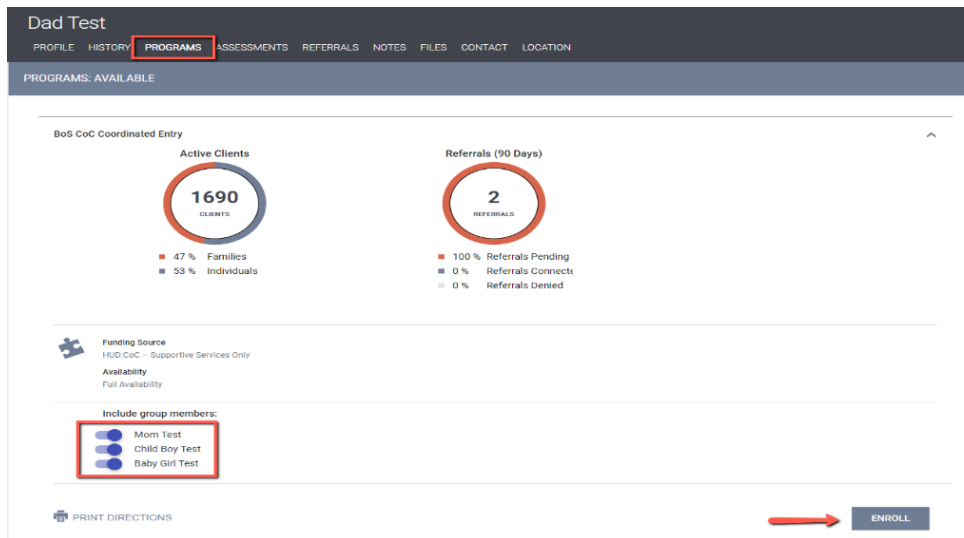 Dad Test
PROFILE HISTORY PROGRAMS ASSESSMENTS REFERRALS NOTES FILES CONTACT LOCATION
PROGRAMS: AVAILABLE
BoS CoC Coordinated Entry
Active Clients
1690
CLIENTS
47 % Families
53 % Individuals
Referrals (90 Days)
2
REFERRALS
100 % Referrals Pending
0 % Referrals Connecte
0 % Referrals Denied
Funding Source
HUD:CoC – Supportive Services Only
Availability
Full Availability
Include group members:
Mom Test
Child Boy Test
Baby Girl Test
PRINT DIRECTIONS
ENROLL